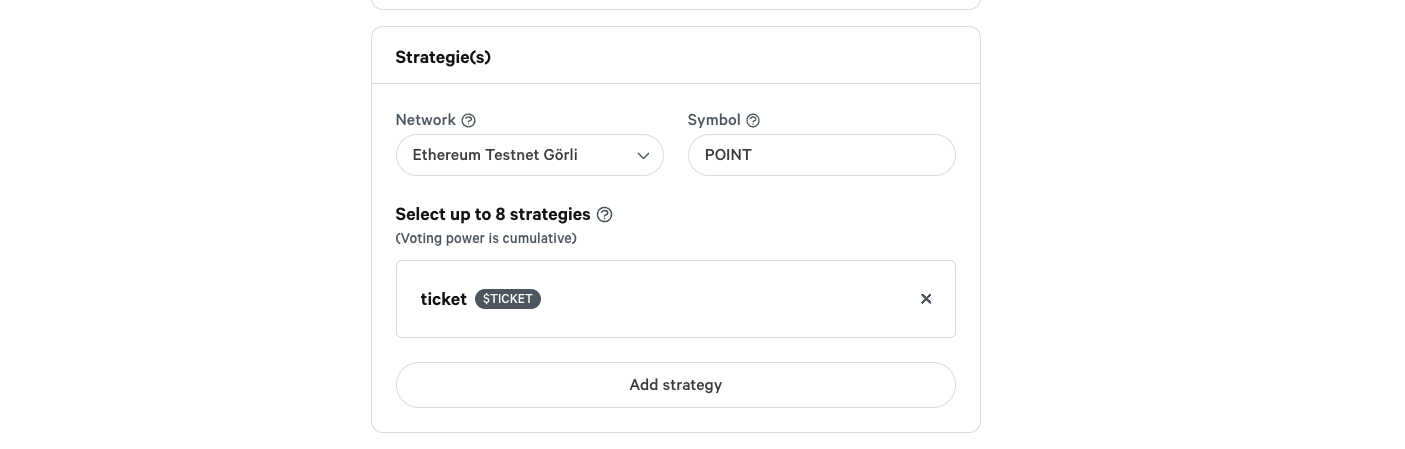 Strategie(s)
Network
Symbol
Ethereum Testnet Görli
POINT
Select up to 8 strategies
(Voting power is cumulative)
ticket $TICKET
Add strategy